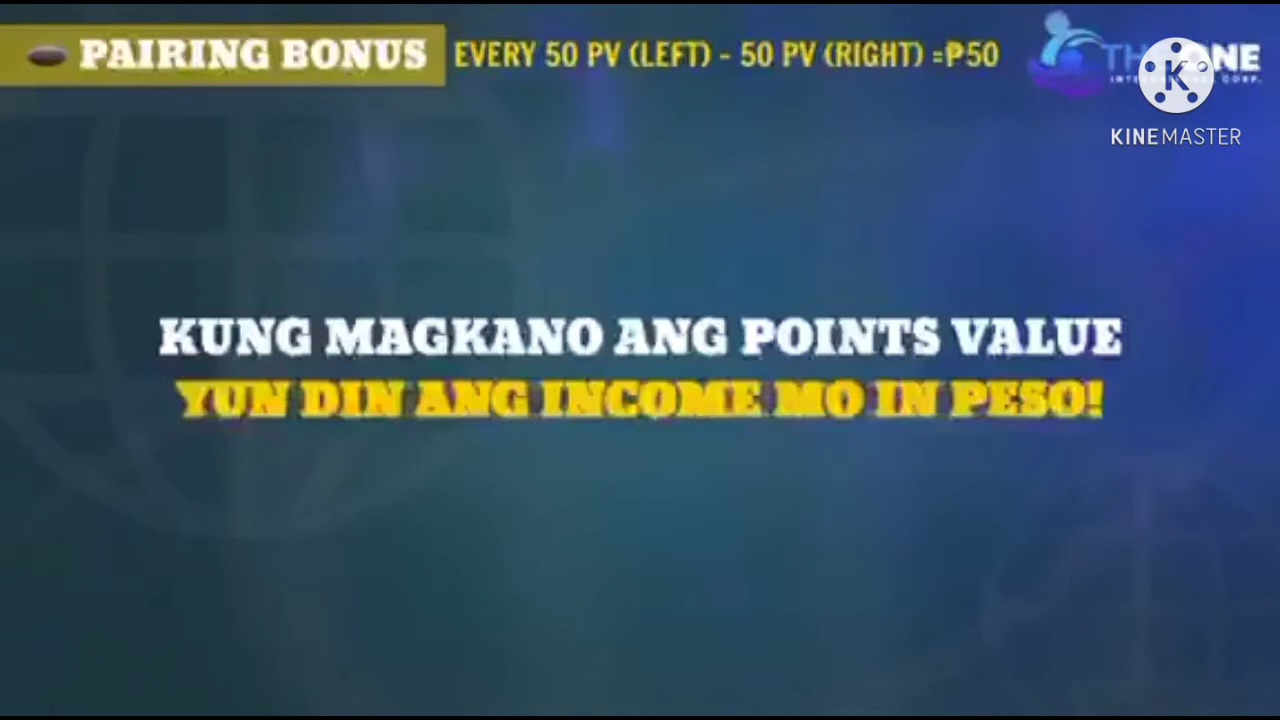 PAIRING BONUS EVERY 50 PV (LEFT) - 50 PV (RIGHT) =₱50
KINEMASTER
KUNG MAGKANO ANG POINTS VALUE
YUN DIN ANG INCOME MO IN PESO!